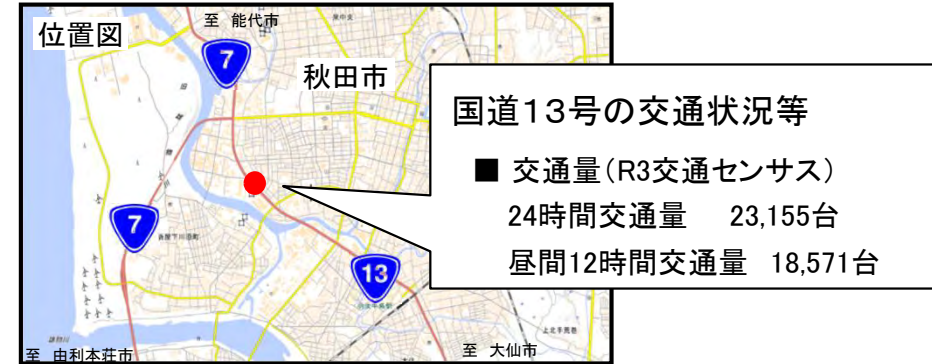 位置図
至 能代市
7
秋田市
国道13号の交通状況等
■ 交通量(R3交通センサス)
24時間交通量 23,155台
昼間12時間交通量 18,571台
7
13
至 由利本荘市
至 大仙市